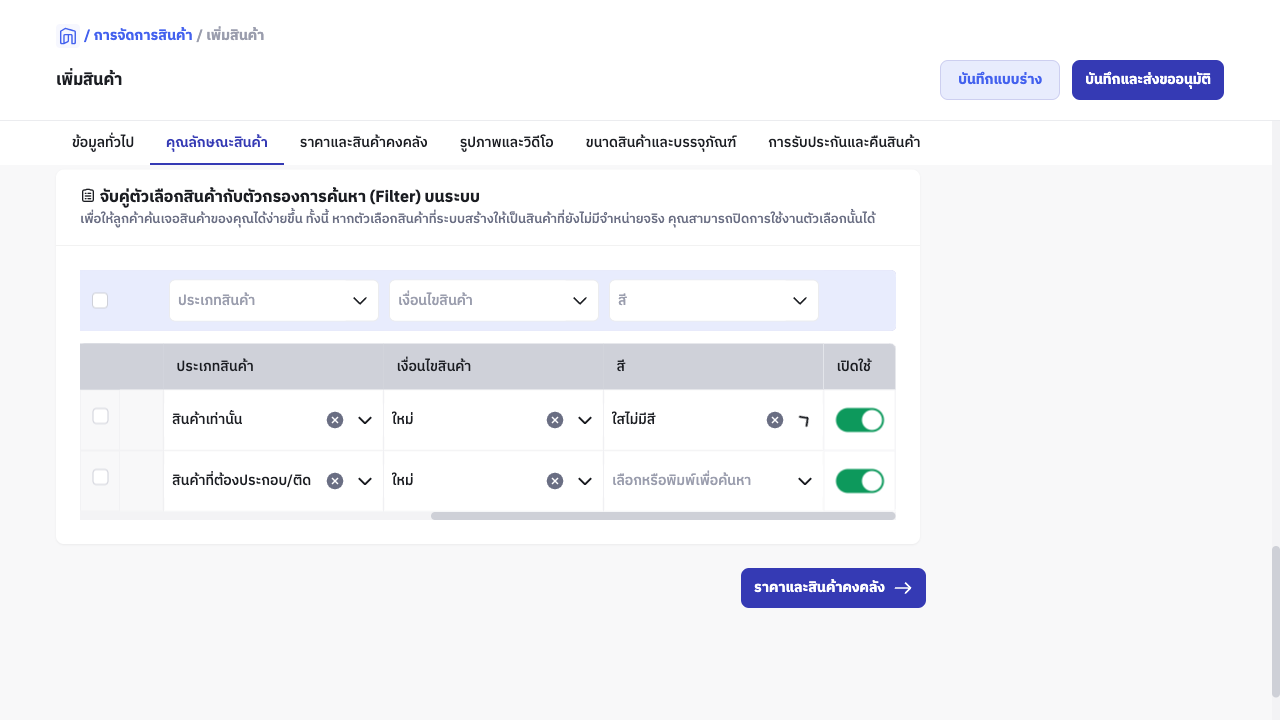 / การจัดการสินค้า / เพิ่มสินค้า
เพิ่มสินค้า
บันทึกแบบร่าง
บันทึกและส่งขออนุมัติ
ข้อมูลทั่วไป คุณลักษณะสินค้า ราคาและสินค้าคงคลัง รูปภาพและวิดีโอ ขนาดสินค้าและบรรจุภัณฑ์ การรับประกันและคืนสินค้า
จับคู่ตัวเลือกสินค้ากับตัวกรองการค้นหา (Filter) บนระบบ
เพื่อให้ลูกค้าค้นเจอสินค้าของคุณได้ง่ายขึ้น ทั้งนี้ หากตัวเลือกสินค้าที่ระบบสร้างให้เป็นสินค้าที่ยังไม่มีจำหน่ายจริง คุณสามารถปิดการใช้งานตัวเลือกนั้นได้
ประเภทสินค้า เงื่อนไขสินค้า สี
ประเภทสินค้า เงื่อนไขสินค้า สี เปิดใช้
สินค้าเท่านั้น ใหม่ ใสไม่มีสี
สินค้าที่ต้องประกอบ/ติด ใหม่ เลือกหรือพิมพ์เพื่อค้นหา
ราคาและสินค้าคงคลัง